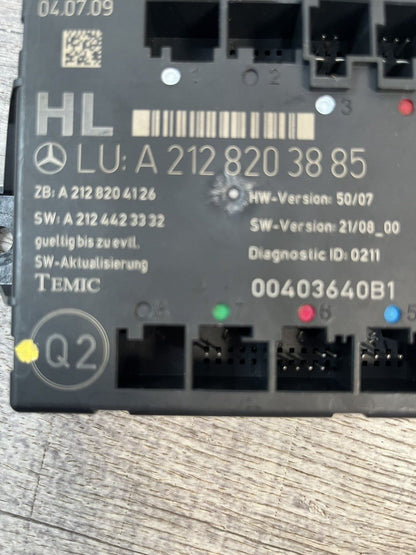 04.07.09
1 2
3
HL
LU: A 212 820 38 85
ZB: A 212 820 41 26 HW-Version: 50/07
SW: A 212 442 33 32 SW-Version: 21/08_00
gueltig bis zu evil. Diagnostic ID: 0211
SW-Aktualisierung
TEMIC 00403640B1
7 6 5
Q2